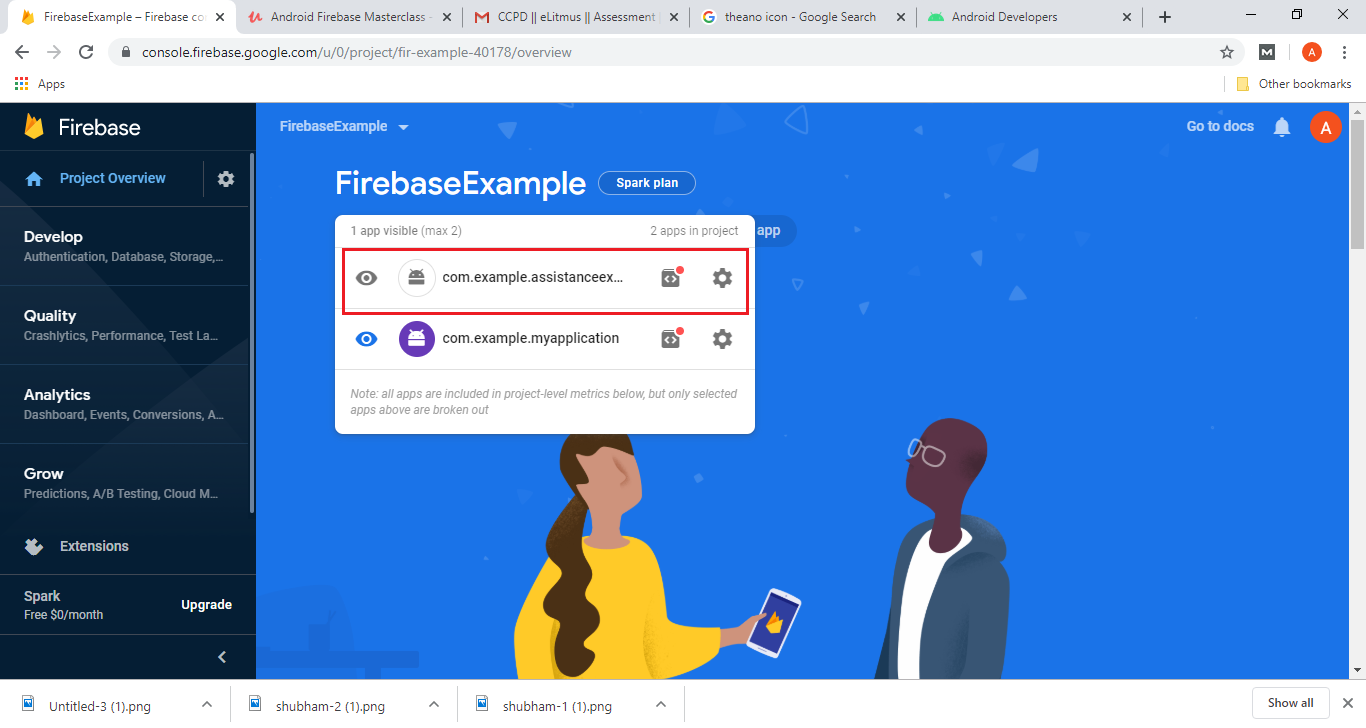 FirebaseExample – Firebase co
Android Firebase Masterclass -
CCPD || eLitmus || Assessment
theano icon - Google Search
Android Developers
console.firebase.google.com/u/0/project/fir-example-40178/overview
M
A
Apps
Other bookmarks
Firebase
FirebaseExample
Go to docs
A
Project Overview
FirebaseExample
Spark plan
1 app visible (max 2)
2 apps in project
app
com.example.assistanceex...
com.example.myapplication
Note: all apps are included in project-level metrics below, but only selected
apps above are broken out
Develop
Authentication, Database, Storage,...
Quality
Crashlytics, Performance, Test La...
Analytics
Dashboard, Events, Conversions, A...
Grow
Predictions, A/B Testing, Cloud M...
Extensions
Spark
Free $0/month
Upgrade
Untitled-3 (1).png
shubham-2 (1).png
shubham-1 (1).png
Show all